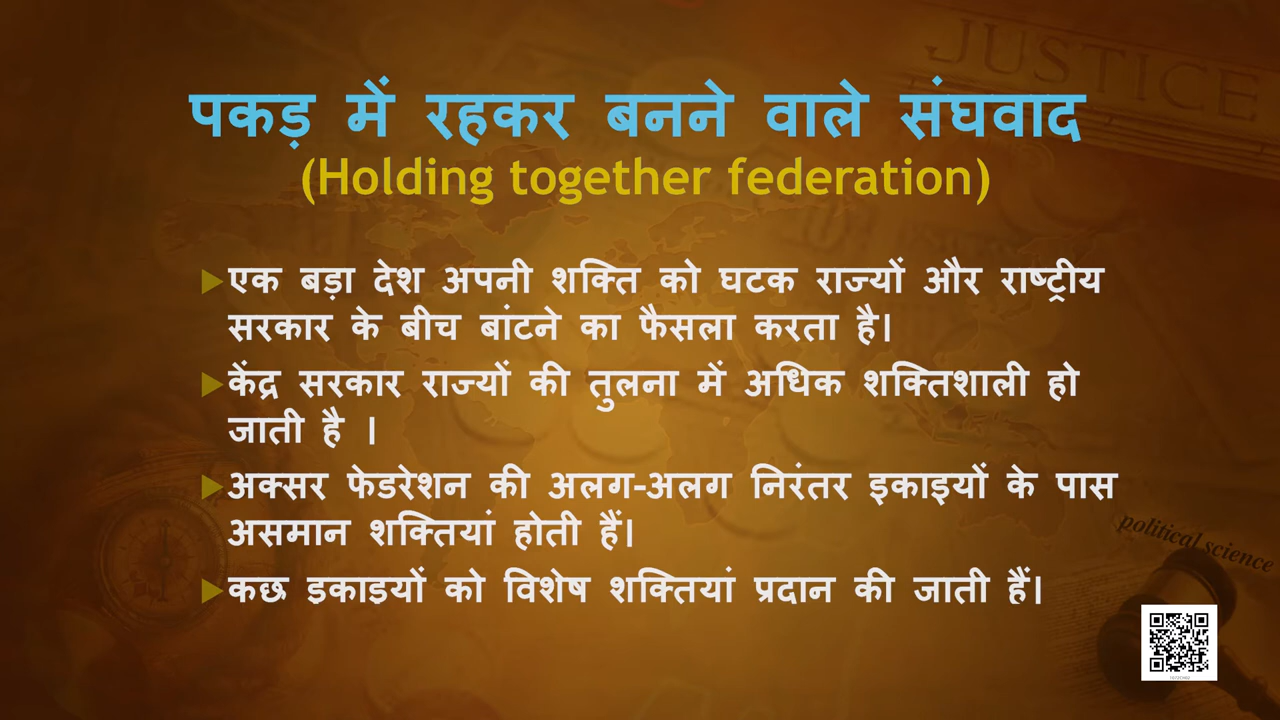 JUSTICE
पकड़ में रहकर बनने वाले संघवाद
(Holding together federation)
एक बड़ा देश अपनी शक्ति को घटक राज्यों और राष्ट्रीय
सरकार के बीच बांटने का फैसला करता है।
केंद्र सरकार राज्यों की तुलना में अधिक शक्तिशाली हो
जाती है ।
अक्सर फेडरेशन की अलग-अलग निरंतर इकाइयों के पास
असमान शक्तियां होती हैं।
political science
कछ इकाइयों को विशेष शक्तियां प्रदान की जाती हैं।